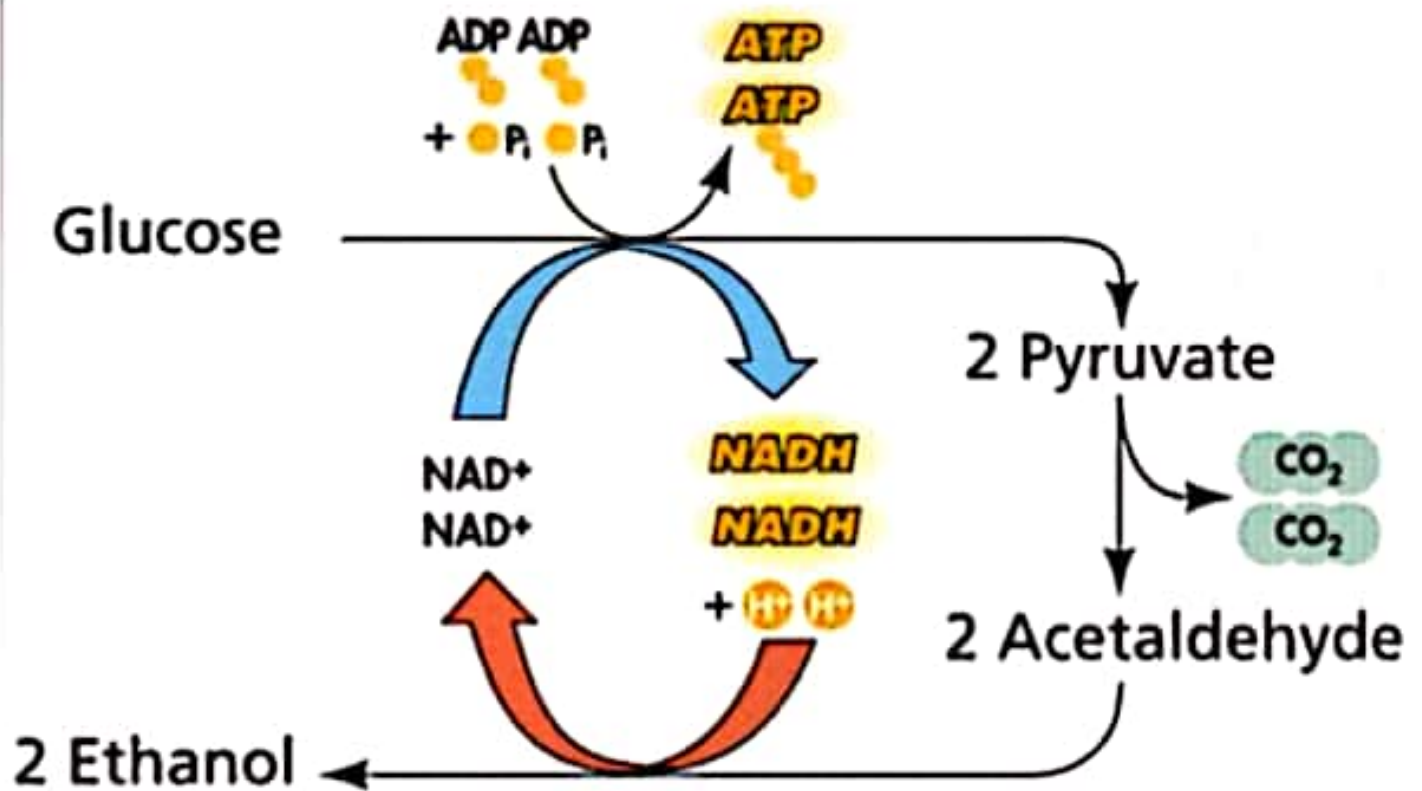 ADP ADP
+ Pi Pi
ATP
ATP
Glucose
2 Pyruvate
NAD+
NAD+
NADH
NADH
+ H+ H+
CO₂
CO₂
2 Acetaldehyde
2 Ethanol